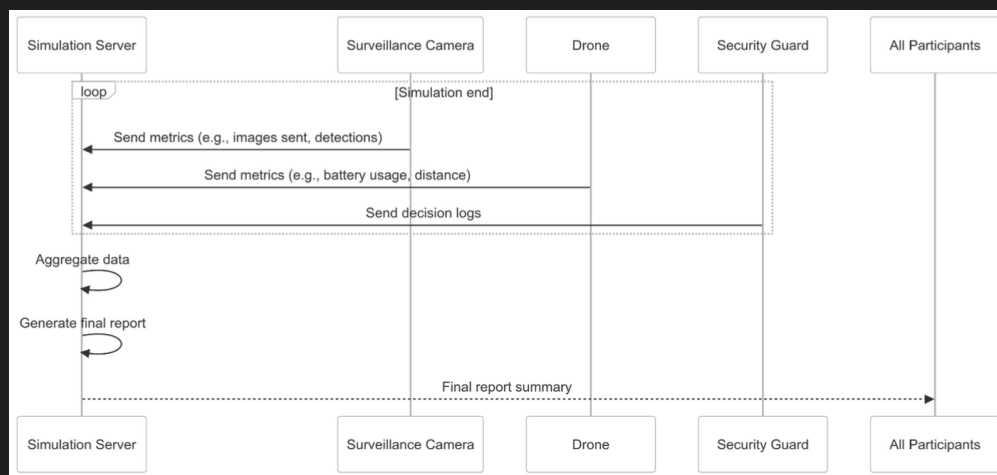 Simulation Server
Surveillance Camera
Drone
Security Guard
All Participants
loop
[Simulation end]
Send metrics (e.g., images sent, detections)
Send metrics (e.g., battery usage, distance)
Send decision logs
Aggregate data
Generate final report
Final report summary
Simulation Server
Surveillance Camera
Drone
Security Guard
All Participants